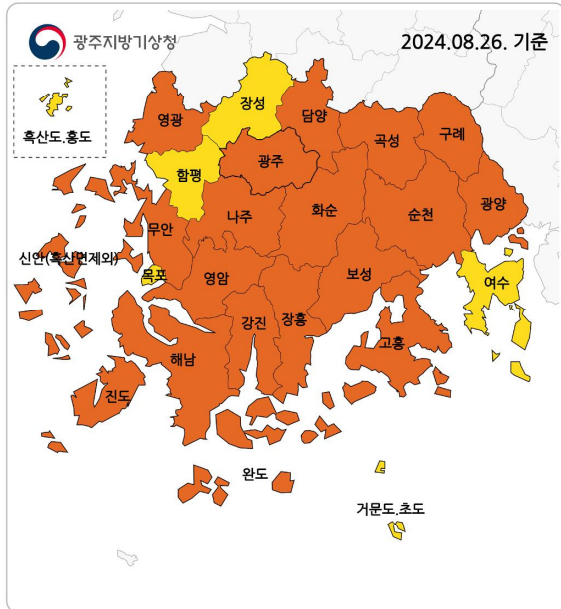 광주지방기상청
2024.08.26. 기준
흑산도.홍도
영광
장성
담양
곡성
구례
함평
광주
광양
무안
나주
화순
순천
신안(흑산면제외)
목포
영암
보성
여수
강진
장흥
해남
고흥
진도
완도
거문도.초도